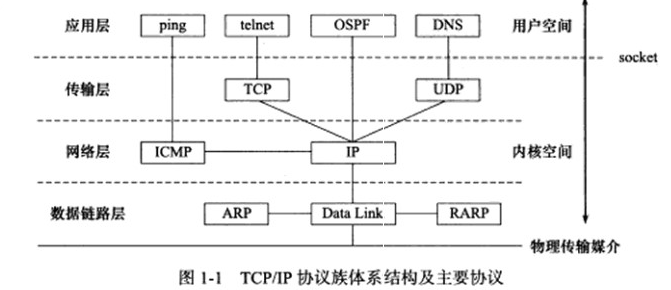 应用层 ping telnet OSPF DNS 用户空间
socket
传输层 TCP UDP
网络层 ICMP IP 内核空间
数据链路层 ARP Data Link RARP
物理传输媒介
图 1-1 TCP/IP 协议族体系结构及主要协议